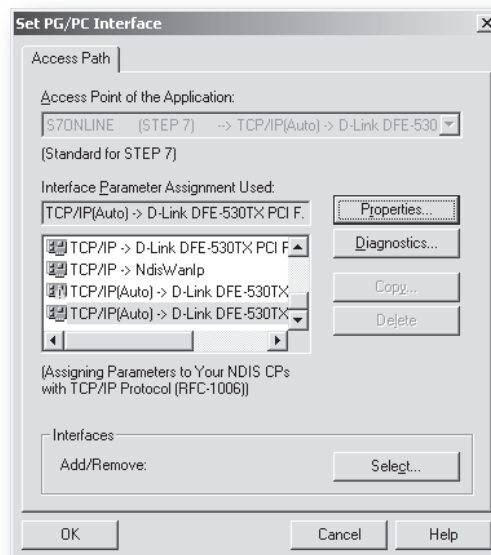 Set PG/PC Interface
Access Path
Access Point of the Application:
S7ONLINE (STEP 7) --> TCP/IP(Auto) -> D-Link DFE-530
(Standard for STEP 7)
Interface Parameter Assignment Used:
TCP/IP(Auto) -> D-Link DFE-530TX PCI F.
Properties...
TCP/IP -> D-Link DFE-530TX PCI F
Diagnostics...
TCP/IP -> NdisWanIp
TCP/IP(Auto) -> D-Link DFE-530TX
Copy...
TCP/IP(Auto) -> D-Link DFE-530TX
Delete
(Assigning Parameters to Your NDIS CPs
with TCP/IP Protocol (RFC-1006))
Interfaces
Add/Remove:
Select...
OK
Cancel
Help